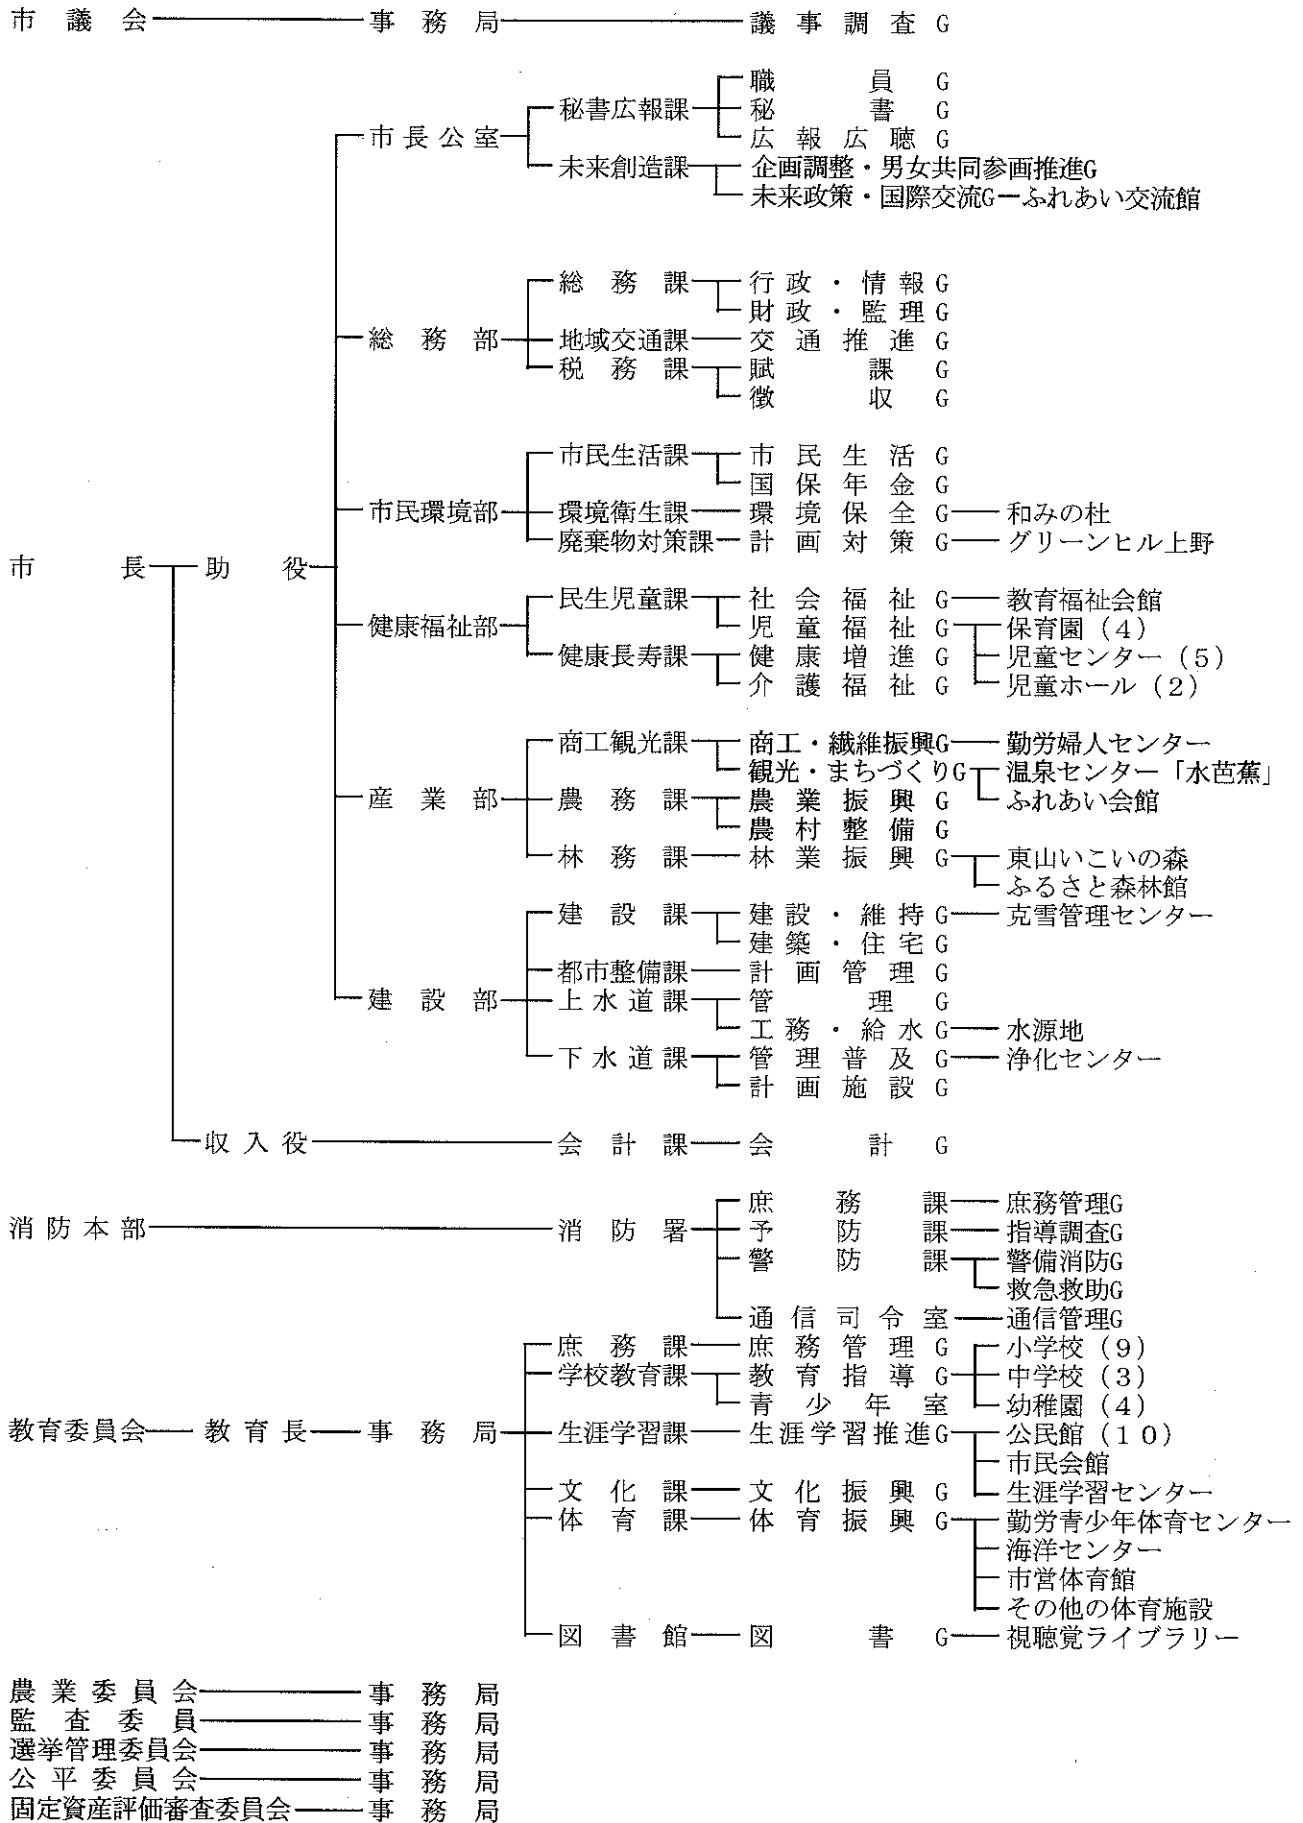 市議会 事務局 議事調査G
職員G
秘書広報課 秘書G
市長公室 広報広聴G
未来創造課 企画調整・男女共同参画推進G
未来政策・国際交流G ふれあい交流館
総務課 行政・情報G
財政・監理G
総務部 地域交通課 交通推進G
税務課 賦課G
徴収G
市民生活課 市民生活G
国保年金G
市民環境部 環境衛生課 環境保全G 和みの杜
廃棄物対策課 計画対策G グリーンヒル上野
市長 助役
民生児童課 社会福祉G 教育福祉会館
健康福祉部 児童福祉G 保育園(4)
健康長寿課 健康増進G 児童センター(5)
介護福祉G 児童ホール(2)
商工観光課 商工・繊維振興G 勤労婦人センター
観光・まちづくりG 温泉センター「水芭蕉」
産業部 農務課 農業振興G ふれあい会館
農村整備G
林務課 林業振興G 東山いこいの森
ふるさと森林館
建設課 建設・維持G 克雪管理センター
建築・住宅G
都市整備課 計画管理G
建設部 上水道課 管理G
工務・給水G 水源地
下水道課 管理普及G 浄化センター
計画施設G
収入役 会計課 会計G
庶務課 庶務管理G
消防本部 消防署 予防課 指導調査G
警防課 警備消防G
救急救助G
通信司令室 通信管理G
庶務課 庶務管理G 小学校(9)
学校教育課 教育指導G 中学校(3)
青少年室 幼稚園(4)
教育委員会 教育長 事務局 生涯学習課 生涯学習推進G 公民館(10)
市民会館
文化課 文化振興G 生涯学習センター
体育課 体育振興G 勤労青少年体育センター
海洋センター
市営体育館
その他の体育施設
図書館 図書G 視聴覚ライブラリー
農業委員会 事務局
監査委員 事務局
選挙管理委員会 事務局
公平委員会 事務局
固定資産評価審査委員会 事務局